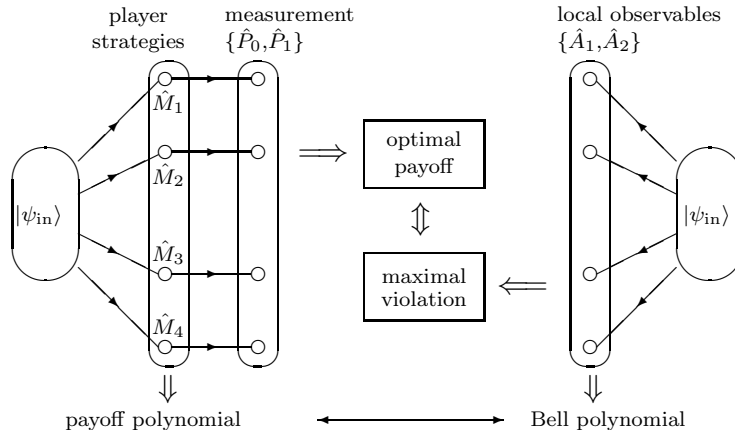 player
strategies
measurement
{P̂₀,P̂₁}
local observables
{Â₁,Â₂}
M̂₁
M̂₂
|ψin⟩
M̂₃
M̂₄
optimal
payoff
maximal
violation
|ψin⟩
payoff polynomial
Bell polynomial